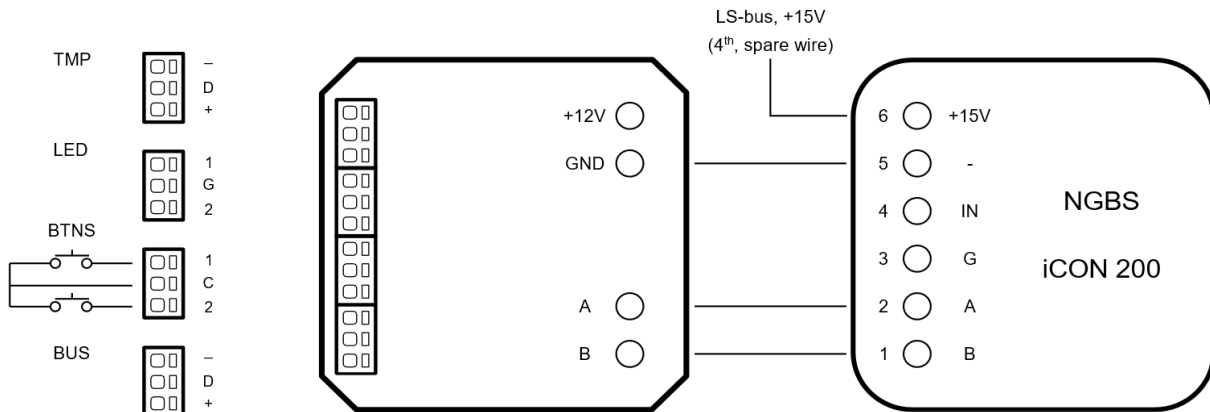 LS-bus, +15V
(4th, spare wire)
TMP
–
D
+
LED
1
G
2
BTNS
1
C
2
BUS
–
D
+
+12V
GND
A
B
6 +15V
5 -
4 IN
3 G
2 A
1 B
NGBS
iCON 200